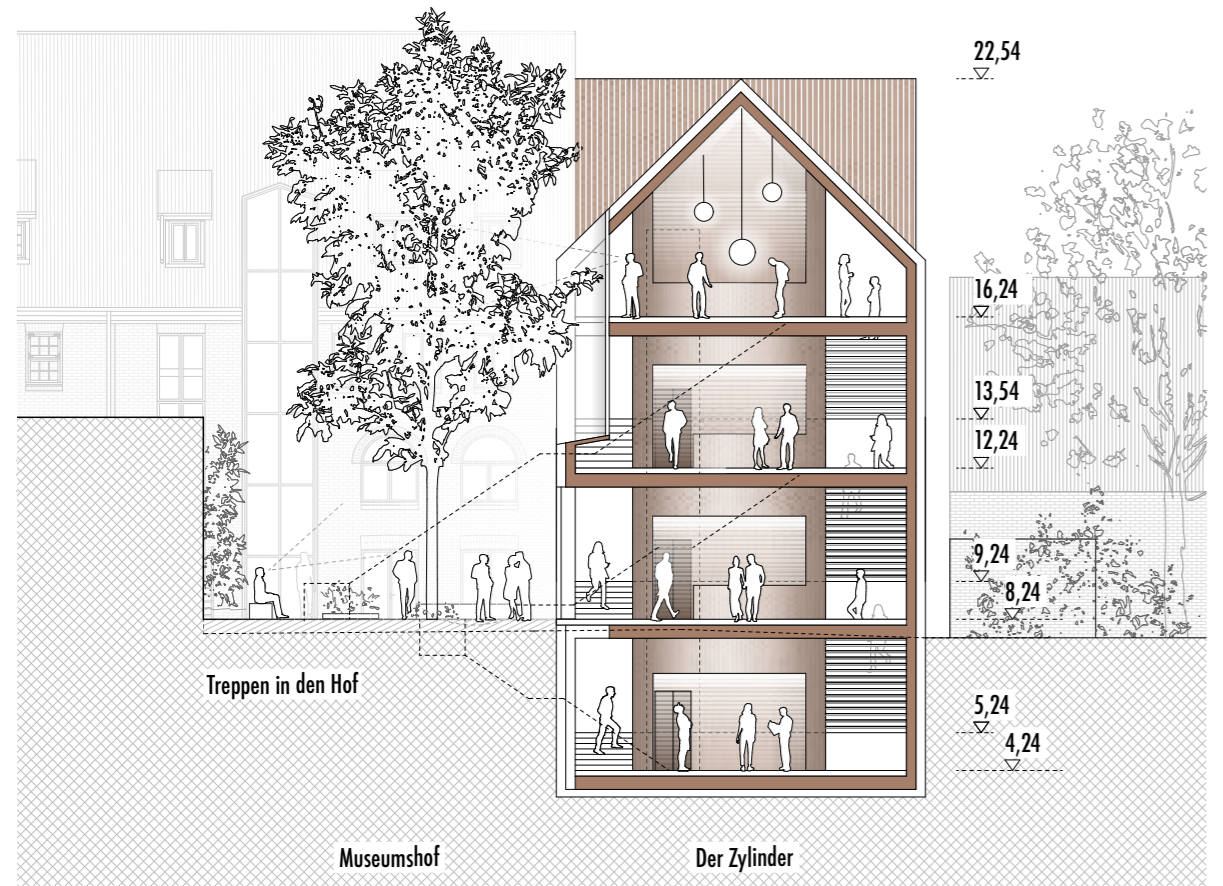 22,54
16,24
13,54
12,24
9,24
8,24
Treppen in den Hof
5,24
4,24
Museumshof
Der Zylinder